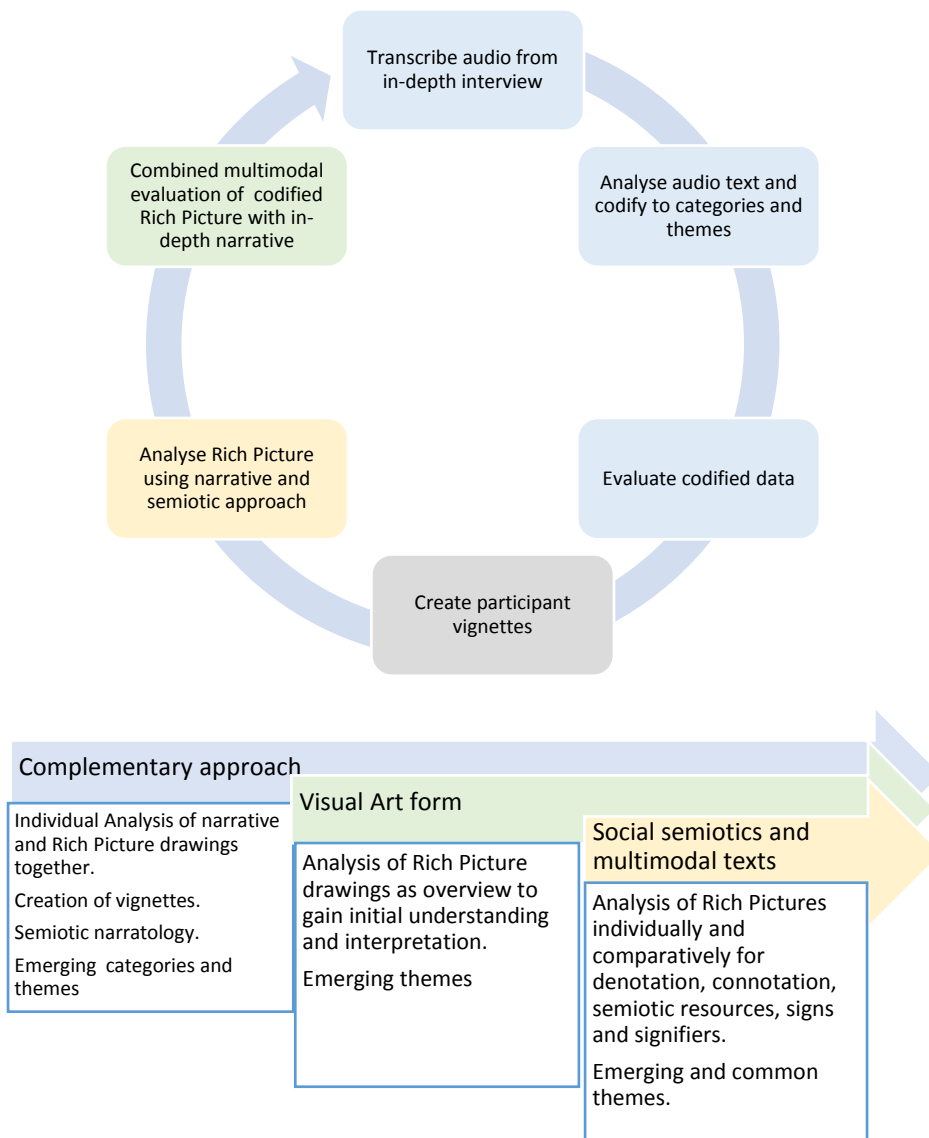 Transcribe audio from
in-depth interview
Analyse audio text and
codify to categories and
themes
Evaluate codified data
Create participant
vignettes
Analyse Rich Picture
using narrative and
semiotic approach
Combined multimodal
evaluation of codified
Rich Picture with in-
depth narrative
Complementary approach
Individual Analysis of narrative
and Rich Picture drawings
together.
Creation of vignettes.
Semiotic narratology.
Emerging categories and
themes
Visual Art form
Analysis of Rich Picture
drawings as overview to
gain initial understanding
and interpretation.
Emerging themes
Social semiotics and
multimodal texts
Analysis of Rich Pictures
individually and
comparatively for
denotation, connotation,
semiotic resources, signs
and signifiers.
Emerging and common
themes.